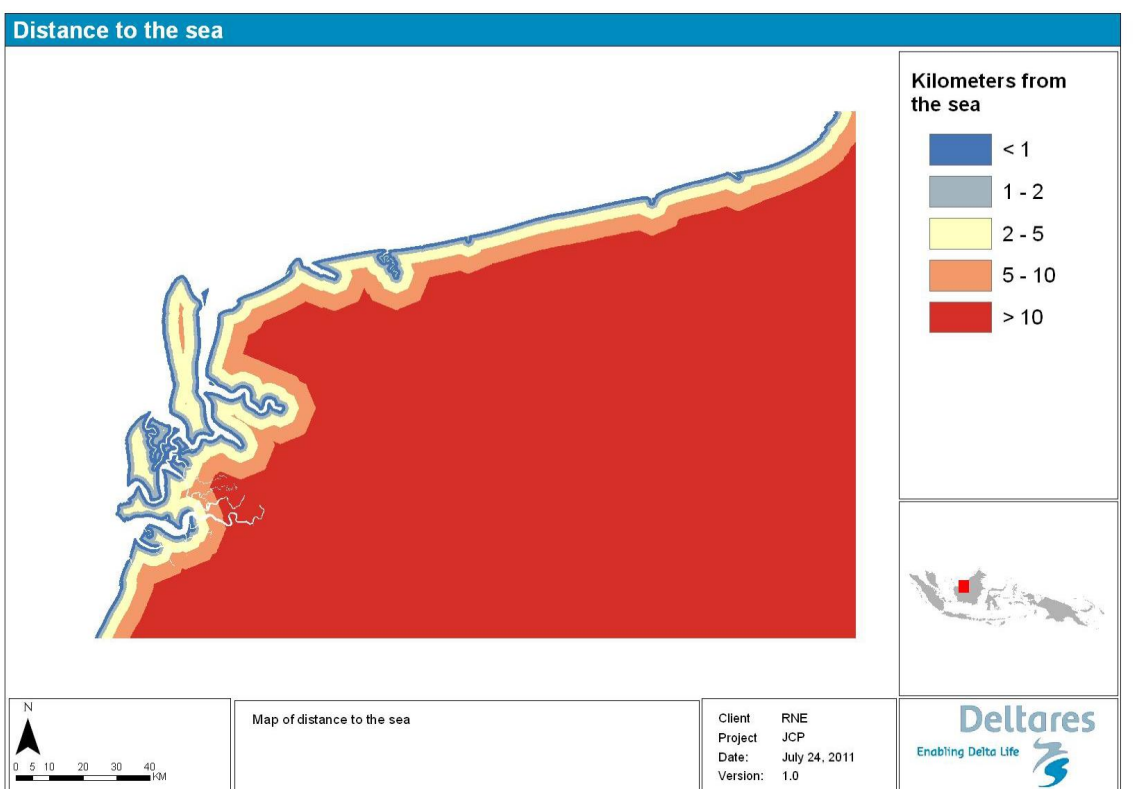 Distance to the sea
Kilometers from
the sea
< 1
1 - 2
2 - 5
5 - 10
> 10
N
0 5 10 20 30 40
KM
Map of distance to the sea
Client RNE
Project JCP
Date: July 24, 2011
Version: 1.0
Deltares
Enabling Delta Life